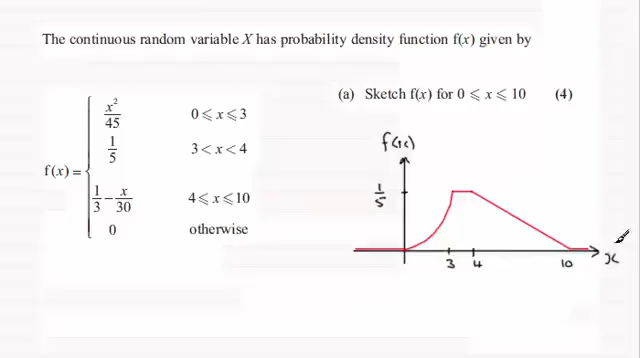 The continuous random variable X has probability density function f(x) given by
f(x) = { x²/45    0 ⩽ x ⩽ 3
1/5    3 < x < 4
1/3 − x/30    4 ⩽ x ⩽ 10
0    otherwise
(a) Sketch f(x) for 0 ⩽ x ⩽ 10 (4)
f(x)
1/5
3 4 10 x